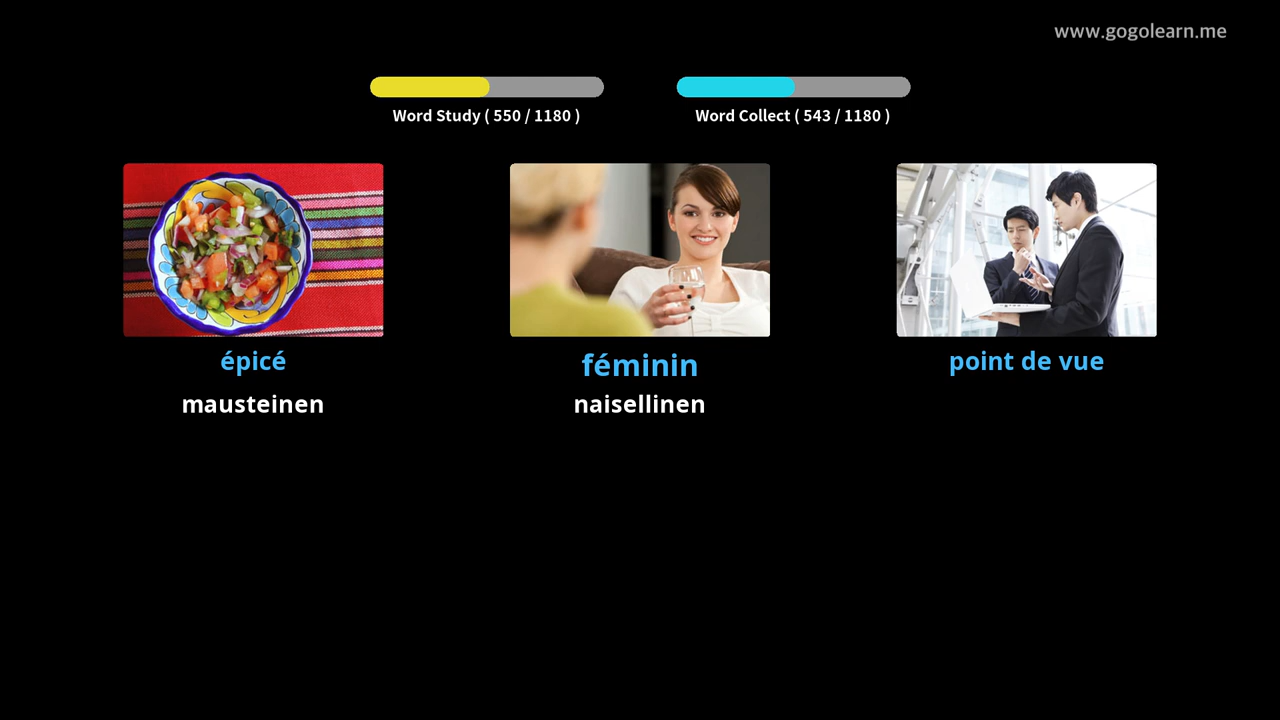 www.gogolearn.me
Word Study ( 550 / 1180 )
Word Collect ( 543 / 1180 )
épicé
féminin
point de vue
mausteinen
naisellinen